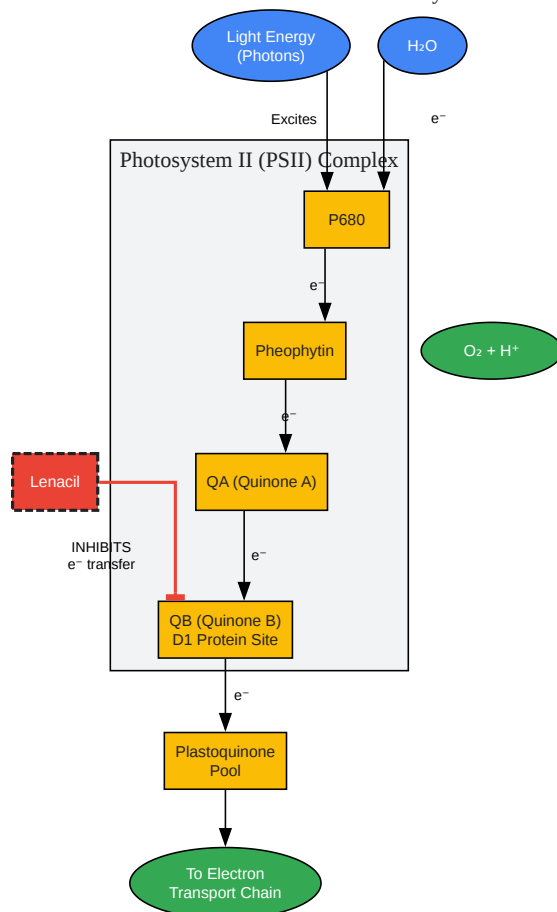 Light Energy
(Photons)
H₂O
Excites
e⁻
Photosystem II (PSII) Complex
P680
e⁻
Pheophytin
O₂ + H⁺
e⁻
Lenacil
QA (Quinone A)
INHIBITS
e⁻ transfer
e⁻
QB (Quinone B)
D1 Protein Site
e⁻
Plastoquinone
Pool
To Electron
Transport Chain